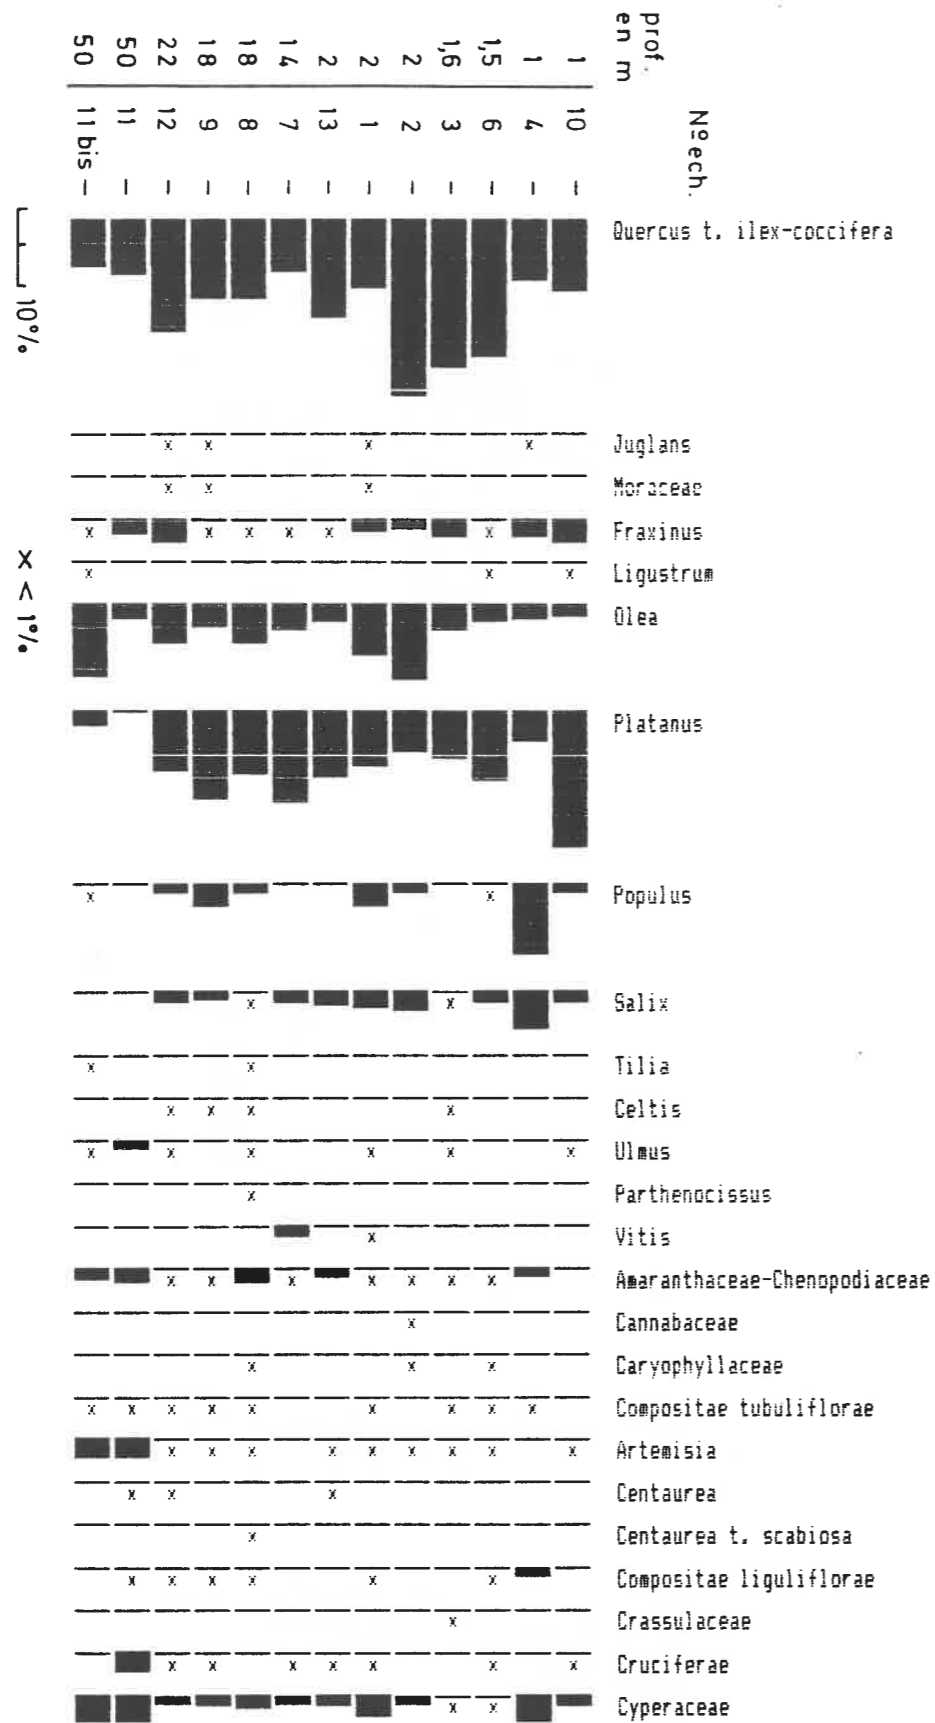 prof.
en m
50 50 22 18 18 14 2 2 2 1,6 1,5 1 1
Nº ech.
11 bis 11 12 9 8 7 13 1 2 3 6 4 10
10%
x < 1%
Quercus t. ilex-coccifera
Juglans
x x x x
Moraceae
x x x
Fraxinus
x x x x x x
Ligustrum
x x x
Olea
Platanus
Populus
x x
Salix
x x
Tilia
x x
Celtis
x x x x
Ulmus
x x x x x x
Parthenocissus
x
Vitis
x
Amaranthaceae-Chenopodiaceae
x x x x x x x
Cannabaceae
x
Caryophyllaceae
x x x
Compositae tubuliflorae
x x x x x x x x x
Artemisia
x x x x x x x x x
Centaurea
x x x
Centaurea t. scabiosa
x
Compositae liguliflorae
x x x x x x
Crassulaceae
x
Cruciferae
x x x x x x x
Cyperaceae
x x